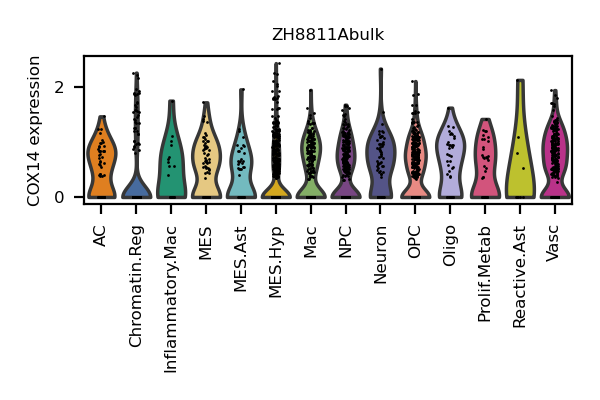 ZH8811Abulk
COX14 expression
2
0
AC
Chromatin.Reg
Inflammatory.Mac
MES
MES.Ast
MES.Hyp
Mac
NPC
Neuron
OPC
Oligo
Prolif.Metab
Reactive.Ast
Vasc